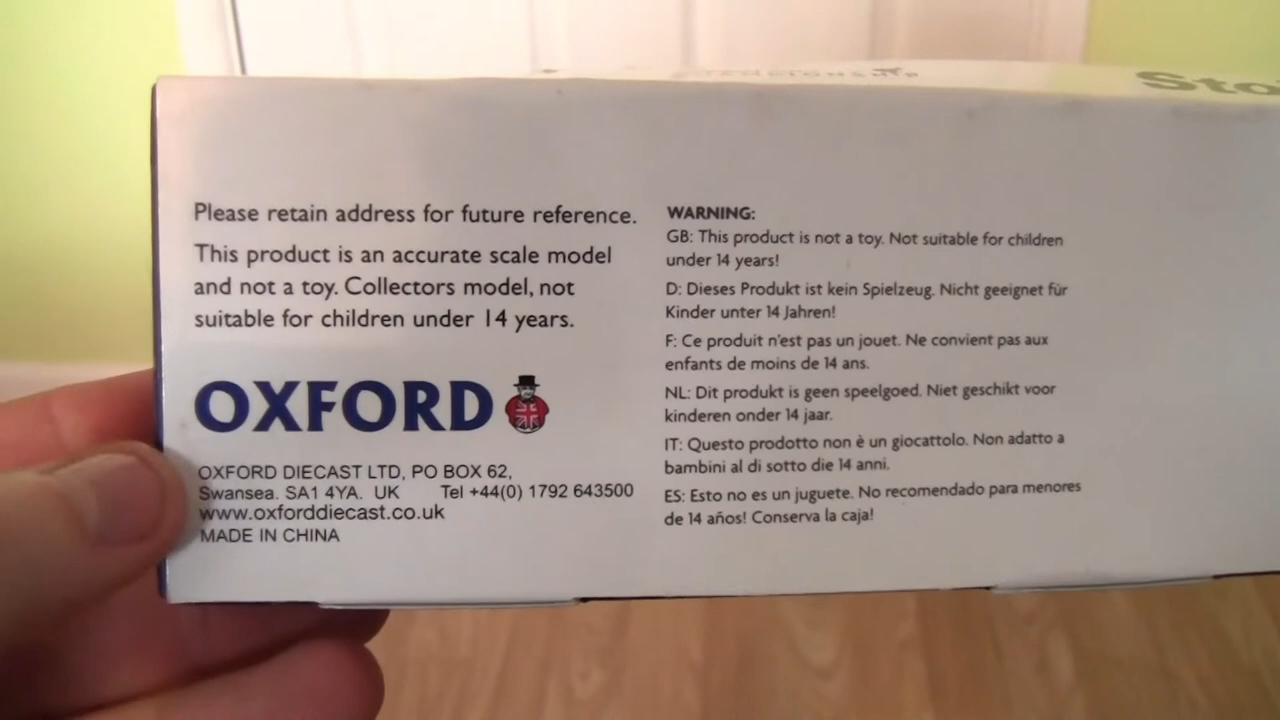 Sta
Please retain address for future reference.
This product is an accurate scale model
and not a toy. Collectors model, not
suitable for children under 14 years.
OXFORD
OXFORD DIECAST LTD, PO BOX 62,
Swansea. SA1 4YA. UK Tel +44(0) 1792 643500
www.oxforddiecast.co.uk
MADE IN CHINA
WARNING:
GB: This product is not a toy. Not suitable for children
under 14 years!
D: Dieses Produkt ist kein Spielzeug. Nicht geeignet für
Kinder unter 14 Jahren!
F: Ce produit n'est pas un jouet. Ne convient pas aux
enfants de moins de 14 ans.
NL: Dit produkt is geen speelgoed. Niet geschikt voor
kinderen onder 14 jaar.
IT: Questo prodotto non è un giocattolo. Non adatto a
bambini al di sotto die 14 anni.
ES: Esto no es un juguete. No recomendado para menores
de 14 años! Conserva la caja!